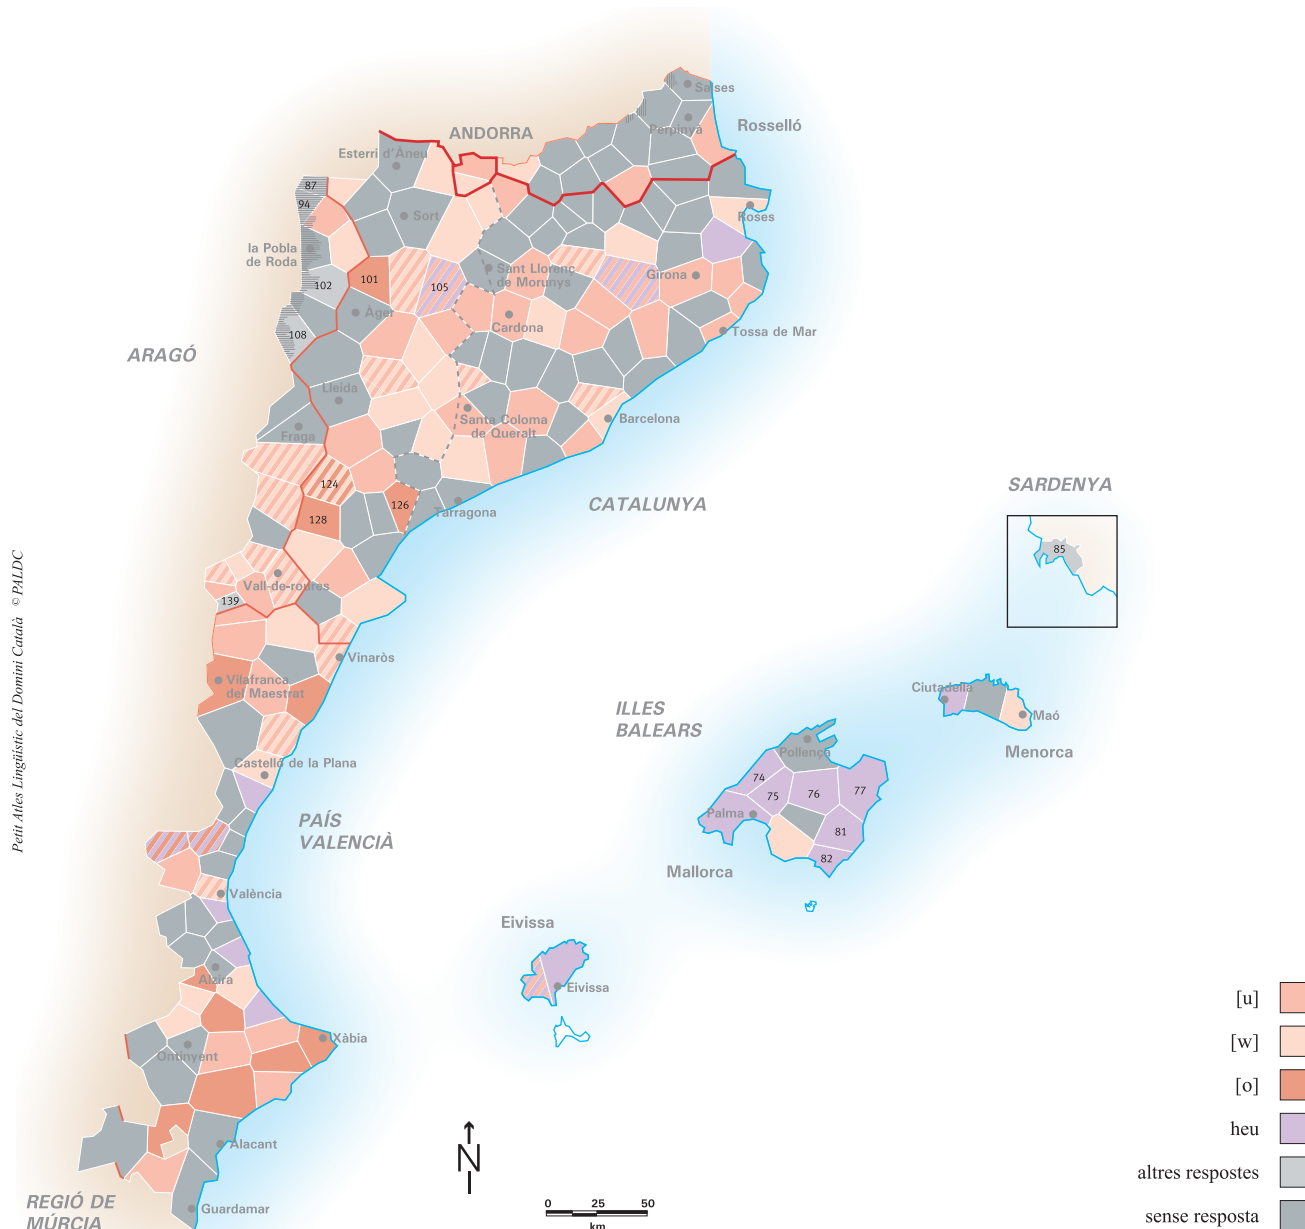 Salses
Rosselló
Perpinyà
ANDORRA
Esterri d'Àneu
87
94
Sort
Roses
la Pobla
de Roda
Sant Llorenç
de Morunys
Girona
101
105
102
Àger
Cardona
108
Tossa de Mar
ARAGÓ
Lleida
Santa Coloma
de Queralt
Barcelona
Fraga
124
126
128
Tarragona
CATALUNYA
SARDENYA
85
Vall-de-roures
139
Vinaròs
Vilafranca
del Maestrat
Castelló de la Plana
PAÍS
VALENCIÀ
València
Alzira
Xàbia
Ontinyent
Alacant
Guardamar
REGIÓ DE
MÚRCIA
ILLES
BALEARS
Ciutadella
Maó
Menorca
Pollença
74
75
76
77
Palma
81
82
Mallorca
Eivissa
Eivissa
N
0 25 50
km
[u]
[w]
[o]
heu
altres respostes
sense resposta
Petit Atles Lingüístic del Domini Català © PALDC